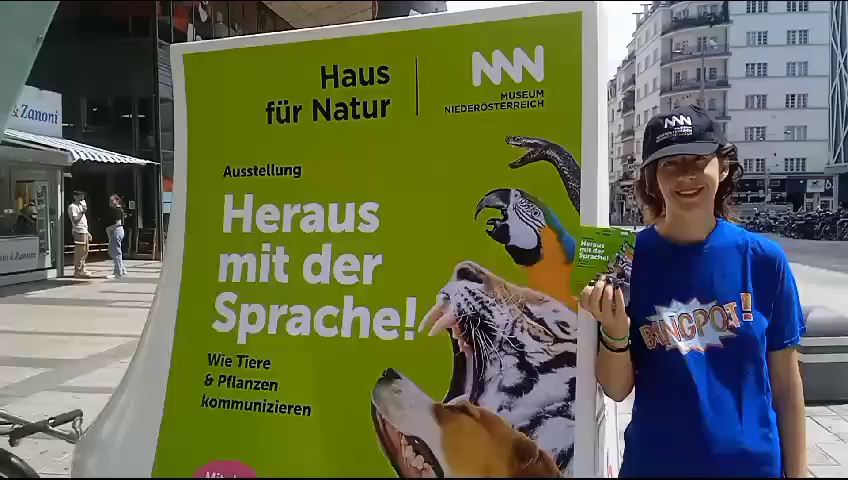 Haus
für Natur
MUSEUM
NIEDERÖSTERREICH
Ausstellung
Heraus
mit der
Sprache!
Wie Tiere
& Pflanzen
kommunizieren
& Zanoni
& Zanoni
Heraus
mit der
Sprache!
BANGPOT!